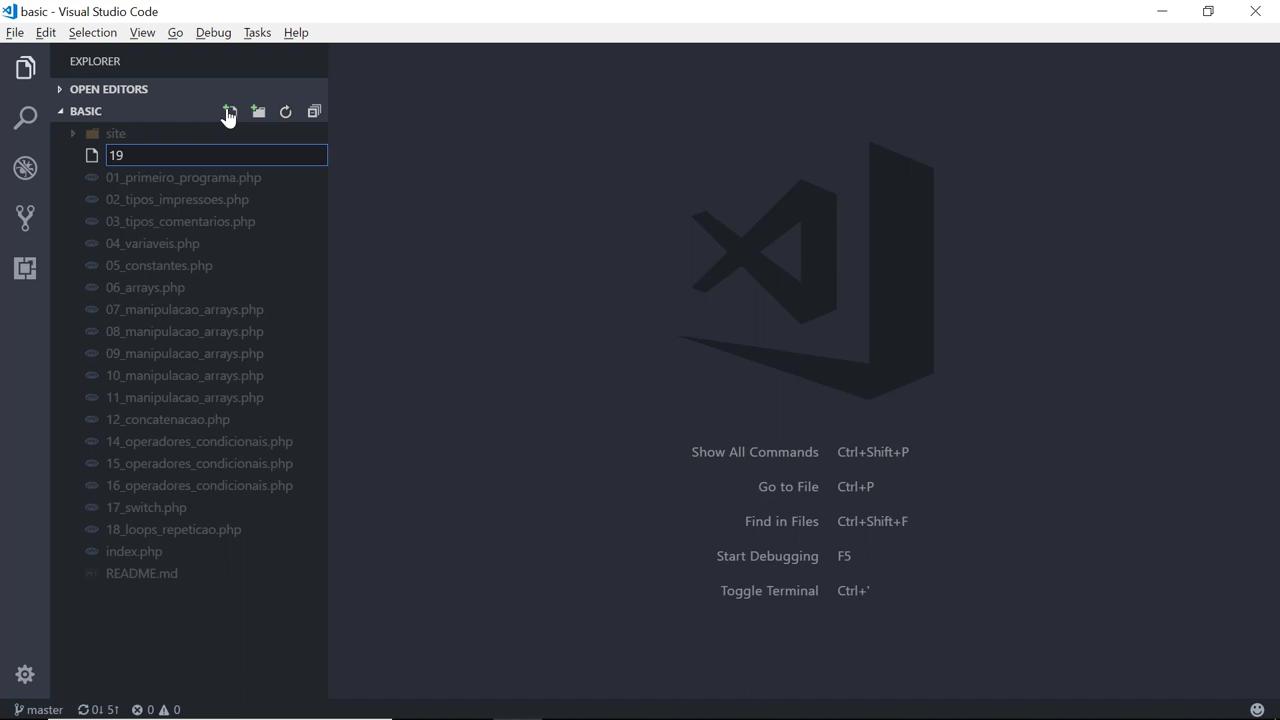 basic - Visual Studio Code
File Edit Selection View Go Debug Tasks Help
EXPLORER
OPEN EDITORS
BASIC
site
19
01_primeiro_programa.php
02_tipos_impressoes.php
03_tipos_comentarios.php
04_variaveis.php
05_constantes.php
06_arrays.php
07_manipulacao_arrays.php
08_manipulacao_arrays.php
09_manipulacao_arrays.php
10_manipulacao_arrays.php
11_manipulacao_arrays.php
12_concatenacao.php
14_operadores_condicionais.php
15_operadores_condicionais.php
16_operadores_condicionais.php
17_switch.php
18_loops_repeticao.php
index.php
README.md
Show All Commands Ctrl+Shift+P
Go to File Ctrl+P
Find in Files Ctrl+Shift+F
Start Debugging F5
Toggle Terminal Ctrl+`
master 0↓ 5↑ 0 0